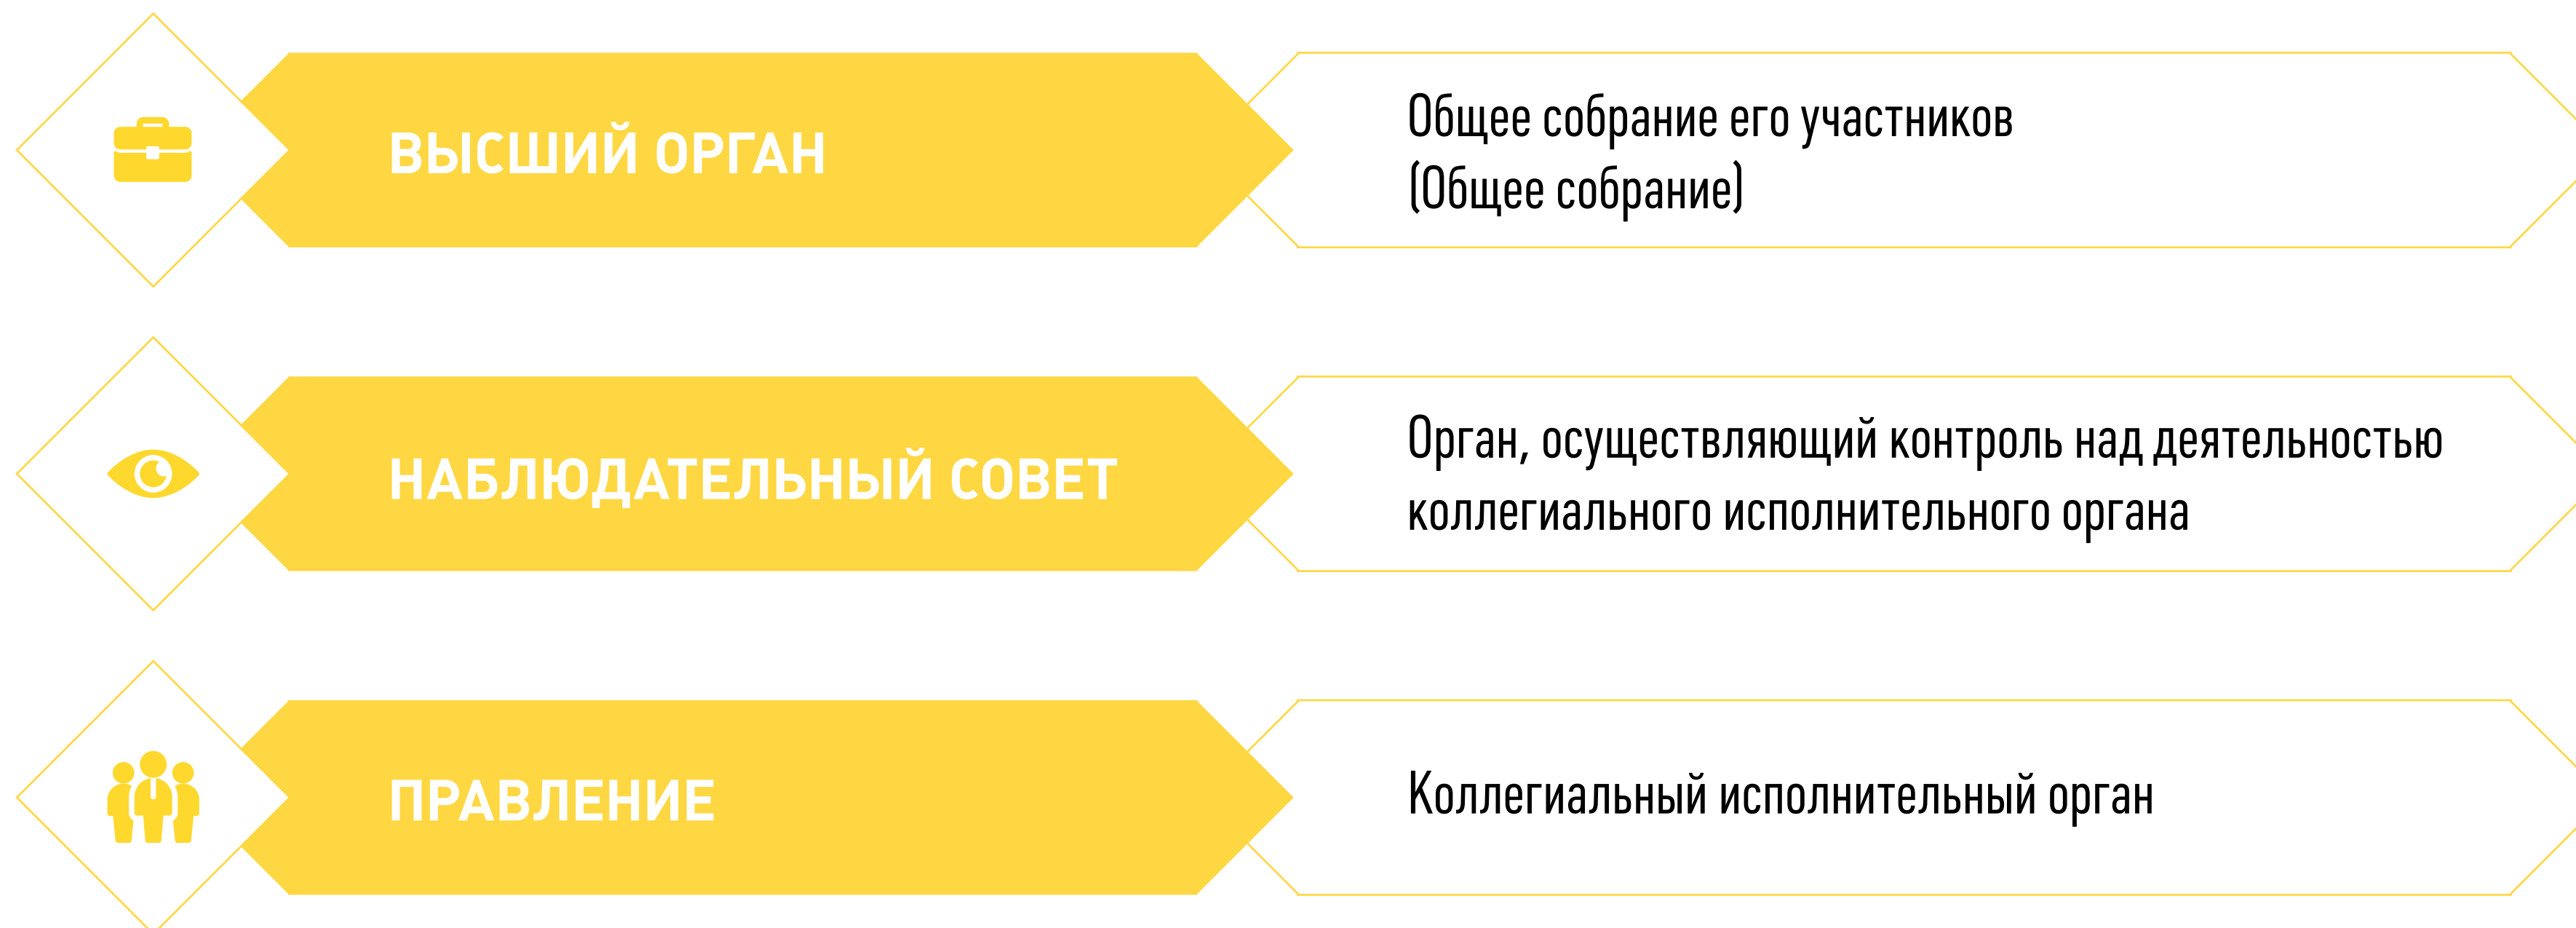 ВЫСШИЙ ОРГАН
Общее собрание его участников
(Общее собрание)
НАБЛЮДАТЕЛЬНЫЙ СОВЕТ
Орган, осуществляющий контроль над деятельностью
коллегиального исполнительного органа
ПРАВЛЕНИЕ
Коллегиальный исполнительный орган